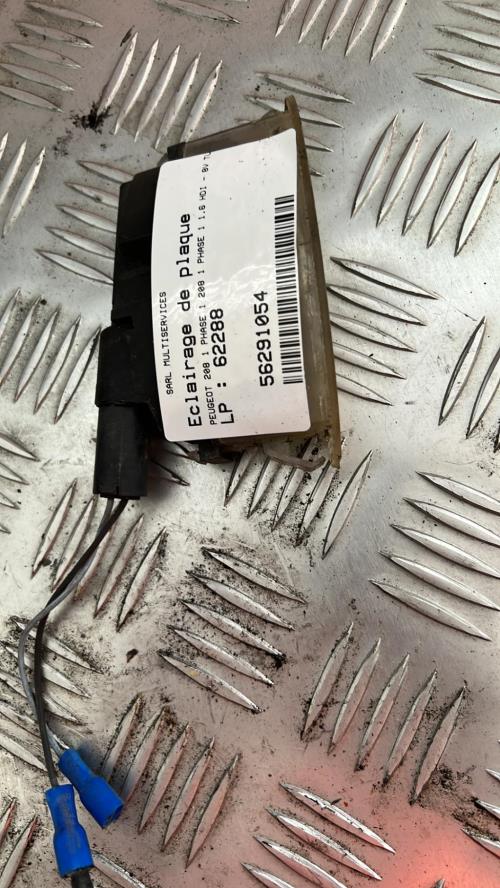 SARL MULTISERVICES
Eclairage de plaque
PEUGEOT 208 1 PHASE 1 208 1 PHASE 1 1.6 HDI - 8V
LP : 62288
56291054